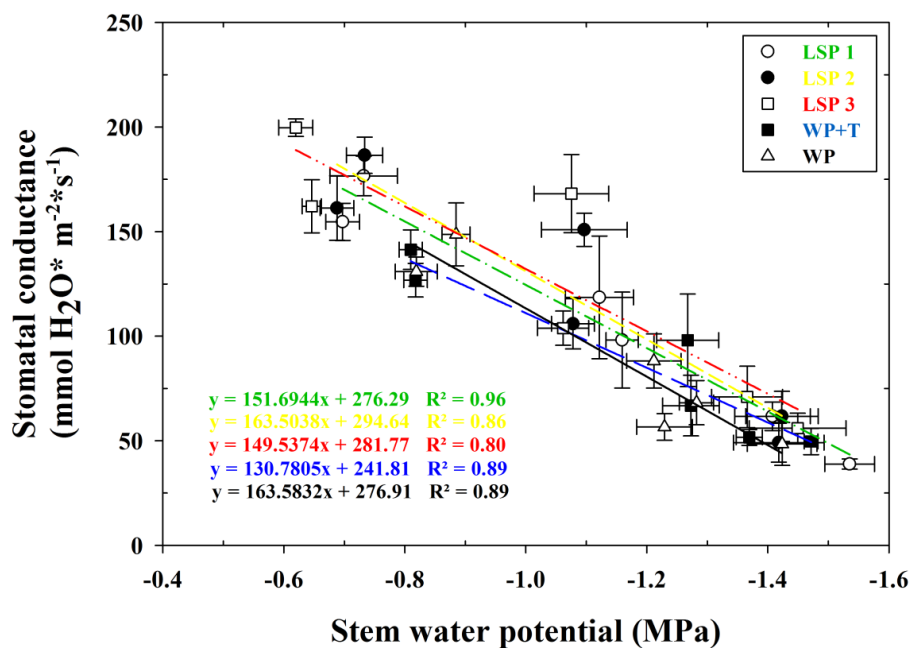 Stomatal conductance
(mmol H₂O* m⁻²*s⁻¹)
250
200
150
100
50
0
LSP 1
LSP 2
LSP 3
WP+T
WP
y = 151.6944x + 276.29 R² = 0.96
y = 163.5038x + 294.64 R² = 0.86
y = 149.5374x + 281.77 R² = 0.80
y = 130.7805x + 241.81 R² = 0.89
y = 163.5832x + 276.91 R² = 0.89
-0.4 -0.6 -0.8 -1.0 -1.2 -1.4 -1.6
Stem water potential (MPa)